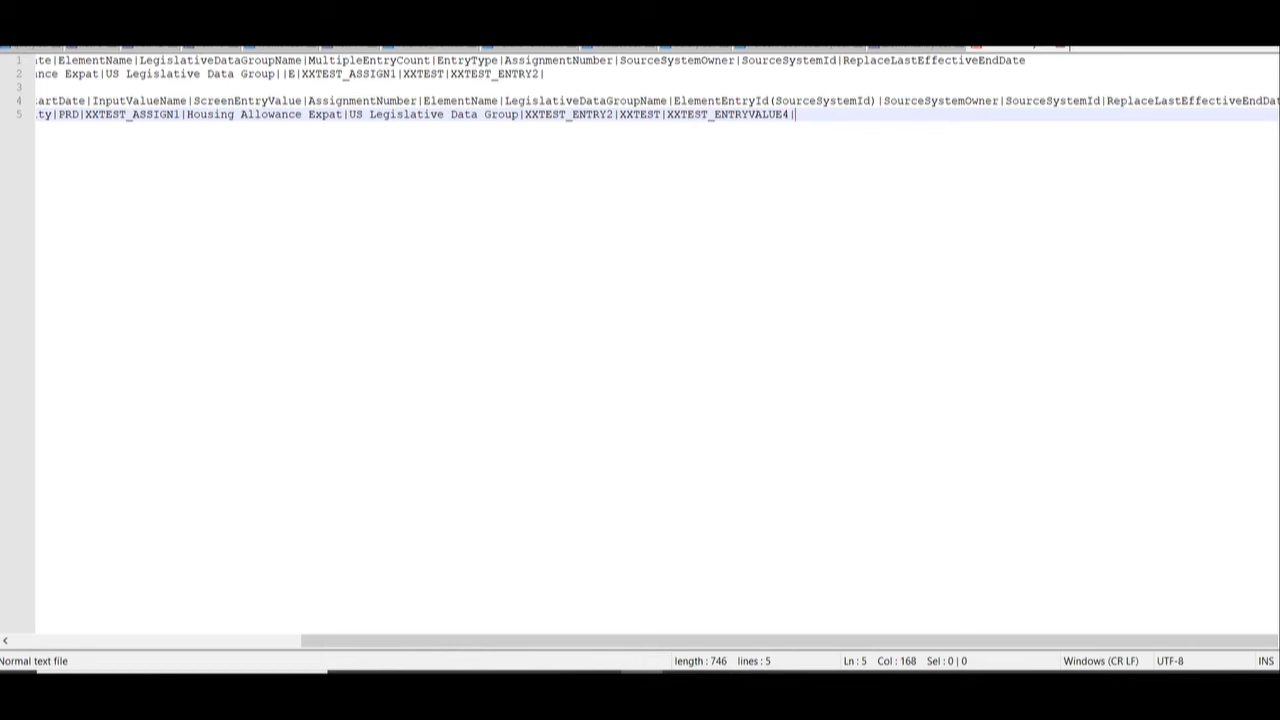 1 ate|ElementName|LegislativeDataGroupName|MultipleEntryCount|EntryType|AssignmentNumber|SourceSystemOwner|SourceSystemId|ReplaceLastEffectiveEndDate
2 nce Expat|US Legislative Data Group||E|XXTEST_ASSIGN1|XXTEST|XXTEST_ENTRY2|
3
4 artDate|InputValueName|ScreenEntryValue|AssignmentNumber|ElementName|LegislativeDataGroupName|ElementEntryId(SourceSystemId)|SourceSystemOwner|SourceSystemId|ReplaceLastEffectiveEndDat
5 ty|PRD|XXTEST_ASSIGN1|Housing Allowance Expat|US Legislative Data Group|XXTEST_ENTRY2|XXTEST|XXTEST_ENTRYVALUE4|
Normal text file length : 746 lines : 5 Ln : 5 Col : 168 Sel : 0 | 0 Windows (CR LF) UTF-8 INS